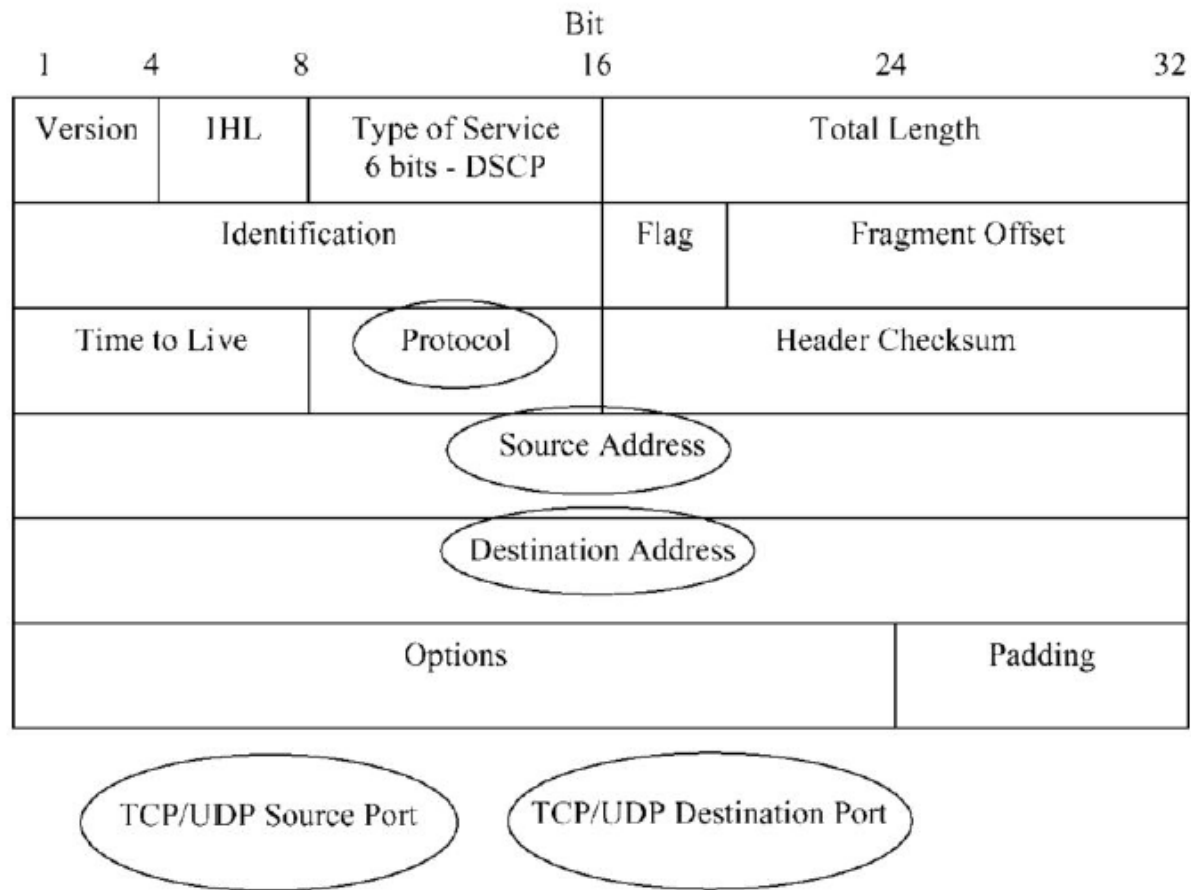 Bit
1 4 8 16 24 32
Version IHL Type of Service Total Length
6 bits - DSCP
Identification Flag Fragment Offset
Time to Live Protocol Header Checksum
Source Address
Destination Address
Options Padding
TCP/UDP Source Port TCP/UDP Destination Port